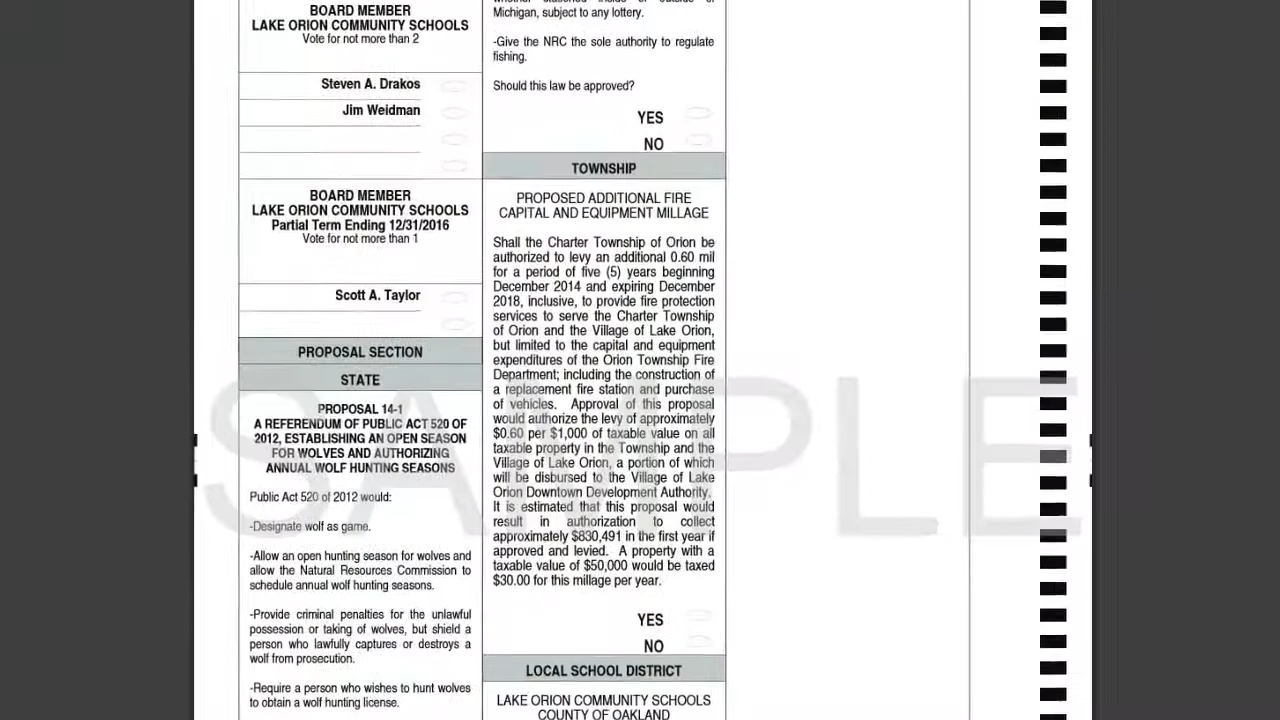 BOARD MEMBER
LAKE ORION COMMUNITY SCHOOLS
Vote for not more than 2
Steven A. Drakos
Jim Weidman
BOARD MEMBER
LAKE ORION COMMUNITY SCHOOLS
Partial Term Ending 12/31/2016
Vote for not more than 1
Scott A. Taylor
PROPOSAL SECTION
STATE
PROPOSAL 14-1
A REFERENDUM OF PUBLIC ACT 520 OF
2012, ESTABLISHING AN OPEN SEASON
FOR WOLVES AND AUTHORIZING
ANNUAL WOLF HUNTING SEASONS
Public Act 520 of 2012 would:
-Designate wolf as game.
-Allow an open hunting season for wolves and
allow the Natural Resources Commission to
schedule annual wolf hunting seasons.
-Provide criminal penalties for the unlawful
possession or taking of wolves, but shield a
person who lawfully captures or destroys a
wolf from prosecution.
-Require a person who wishes to hunt wolves
to obtain a wolf hunting license.
Michigan, subject to any lottery.
-Give the NRC the sole authority to regulate
fishing.
Should this law be approved?
YES
NO
TOWNSHIP
PROPOSED ADDITIONAL FIRE
CAPITAL AND EQUIPMENT MILLAGE
Shall the Charter Township of Orion be
authorized to levy an additional 0.60 mil
for a period of five (5) years beginning
December 2014 and expiring December
2018, inclusive, to provide fire protection
services to serve the Charter Township
of Orion and the Village of Lake Orion,
but limited to the capital and equipment
expenditures of the Orion Township Fire
Department; including the construction of
a replacement fire station and purchase
of vehicles. Approval of this proposal
would authorize the levy of approximately
$0.60 per $1,000 of taxable value on all
taxable property in the Township and the
Village of Lake Orion, a portion of which
will be disbursed to the Village of Lake
Orion Downtown Development Authority.
It is estimated that this proposal would
result in authorization to collect
approximately $830,491 in the first year if
approved and levied. A property with a
taxable value of $50,000 would be taxed
$30.00 for this millage per year.
YES
NO
LOCAL SCHOOL DISTRICT
LAKE ORION COMMUNITY SCHOOLS
COUNTY OF OAKLAND
SAMPLE